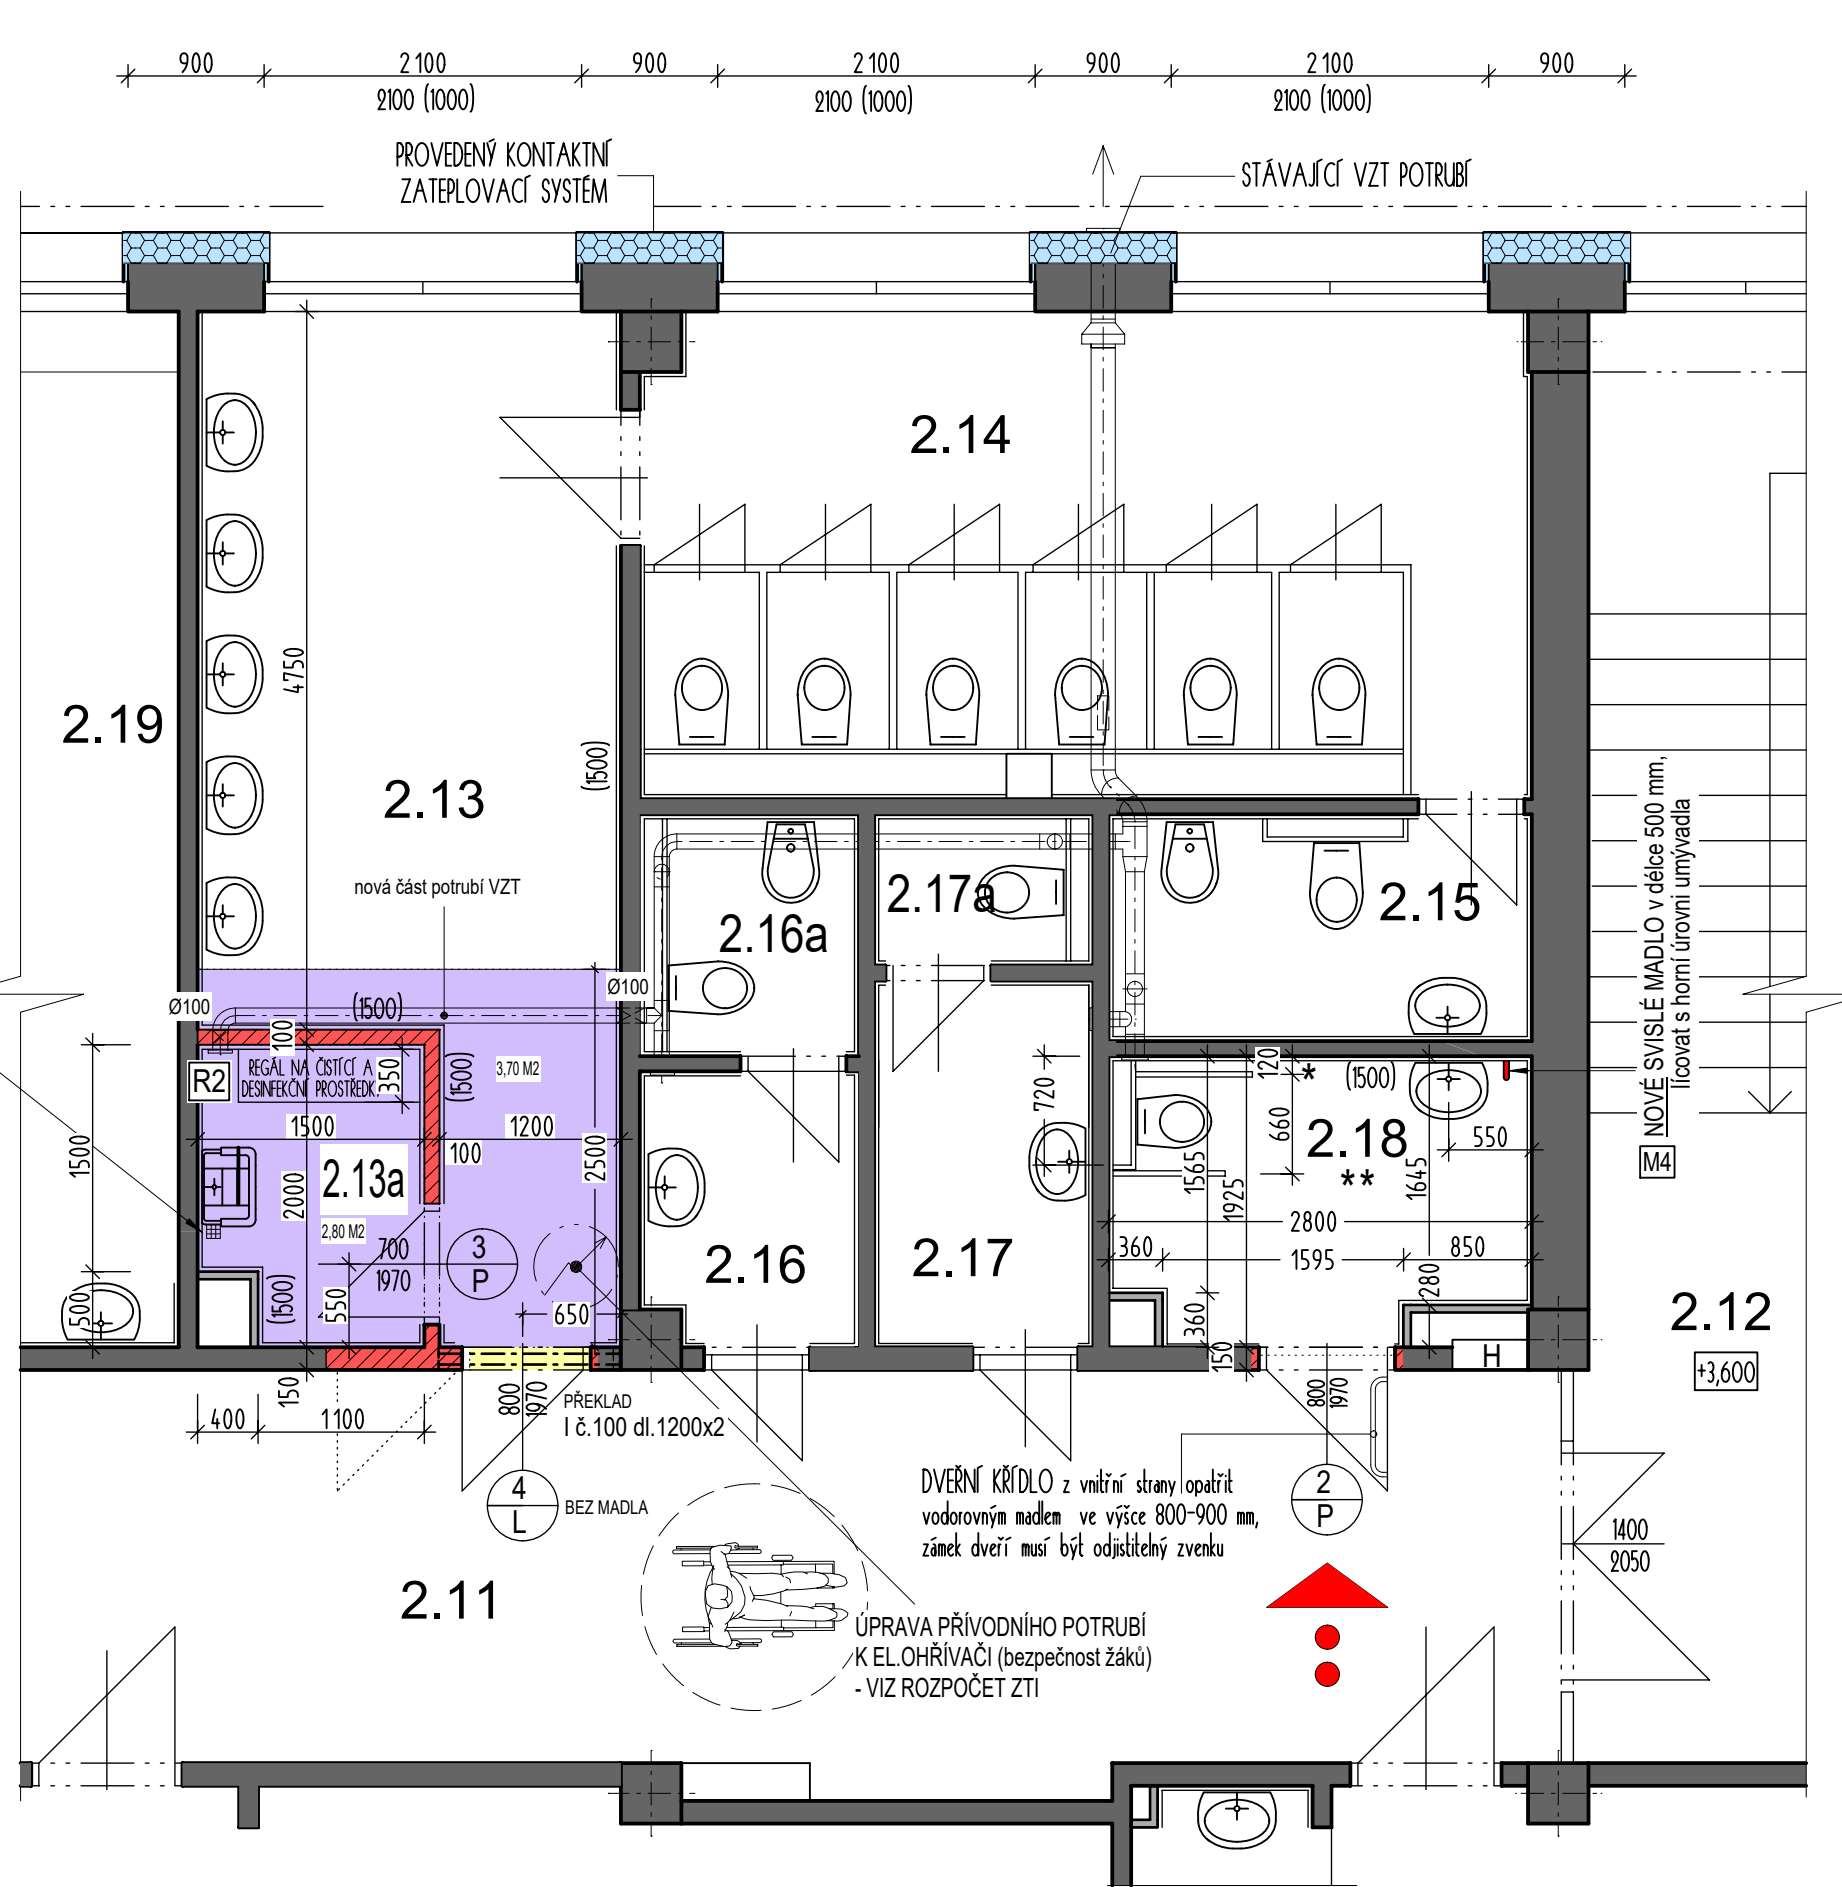 900
2100
900
2100
900
2100
900
2100 (1000)
2100 (1000)
2100 (1000)
PROVEDENÝ KONTAKTNÍ
ZATEPLOVACÍ SYSTÉM
STÁVAJÍCÍ VZT POTRUBÍ
2.14
4750
2.19
(1500)
2.13
NOVÉ SVISLÉ MADLO v délce 500 mm,
lícovat s horní úrovni umývadla
M4
nová část potrubí VZT
2.16a
2.17a
2.15
Ø100
(1500)
Ø100
100
R2
REGÁL NA ČISTÍCÍ A
DESINFEKČNÍ PROSTŘEDK
350
(1500)
3,70 M2
1500
1200
100
2500
1500
2.13a
2000
2,80 M2
700
1970
3
P
550
(1500)
650
500
150
400
1100
2.16
2.17
720
120
*
(1500)
660
2.18
**
550
1565
1925
1645
2800
360
1595
850
280
360
150
H
2.12
+3,600
800
1970
PŘEKLAD
I č.100 dl.1200x2
4
L
BEZ MADLA
800
1970
DVEŘNÍ KŘÍDLO z vnitřní strany opatřit
vodorovným madlem ve výšce 800-900 mm,
zámek dveří musí být odjistitelný zvenku
2
P
1400
2050
2.11
ÚPRAVA PŘÍVODNÍHO POTRUBÍ
K EL.OHŘÍVAČI (bezpečnost žáků)
- VIZ ROZPOČET ZTI